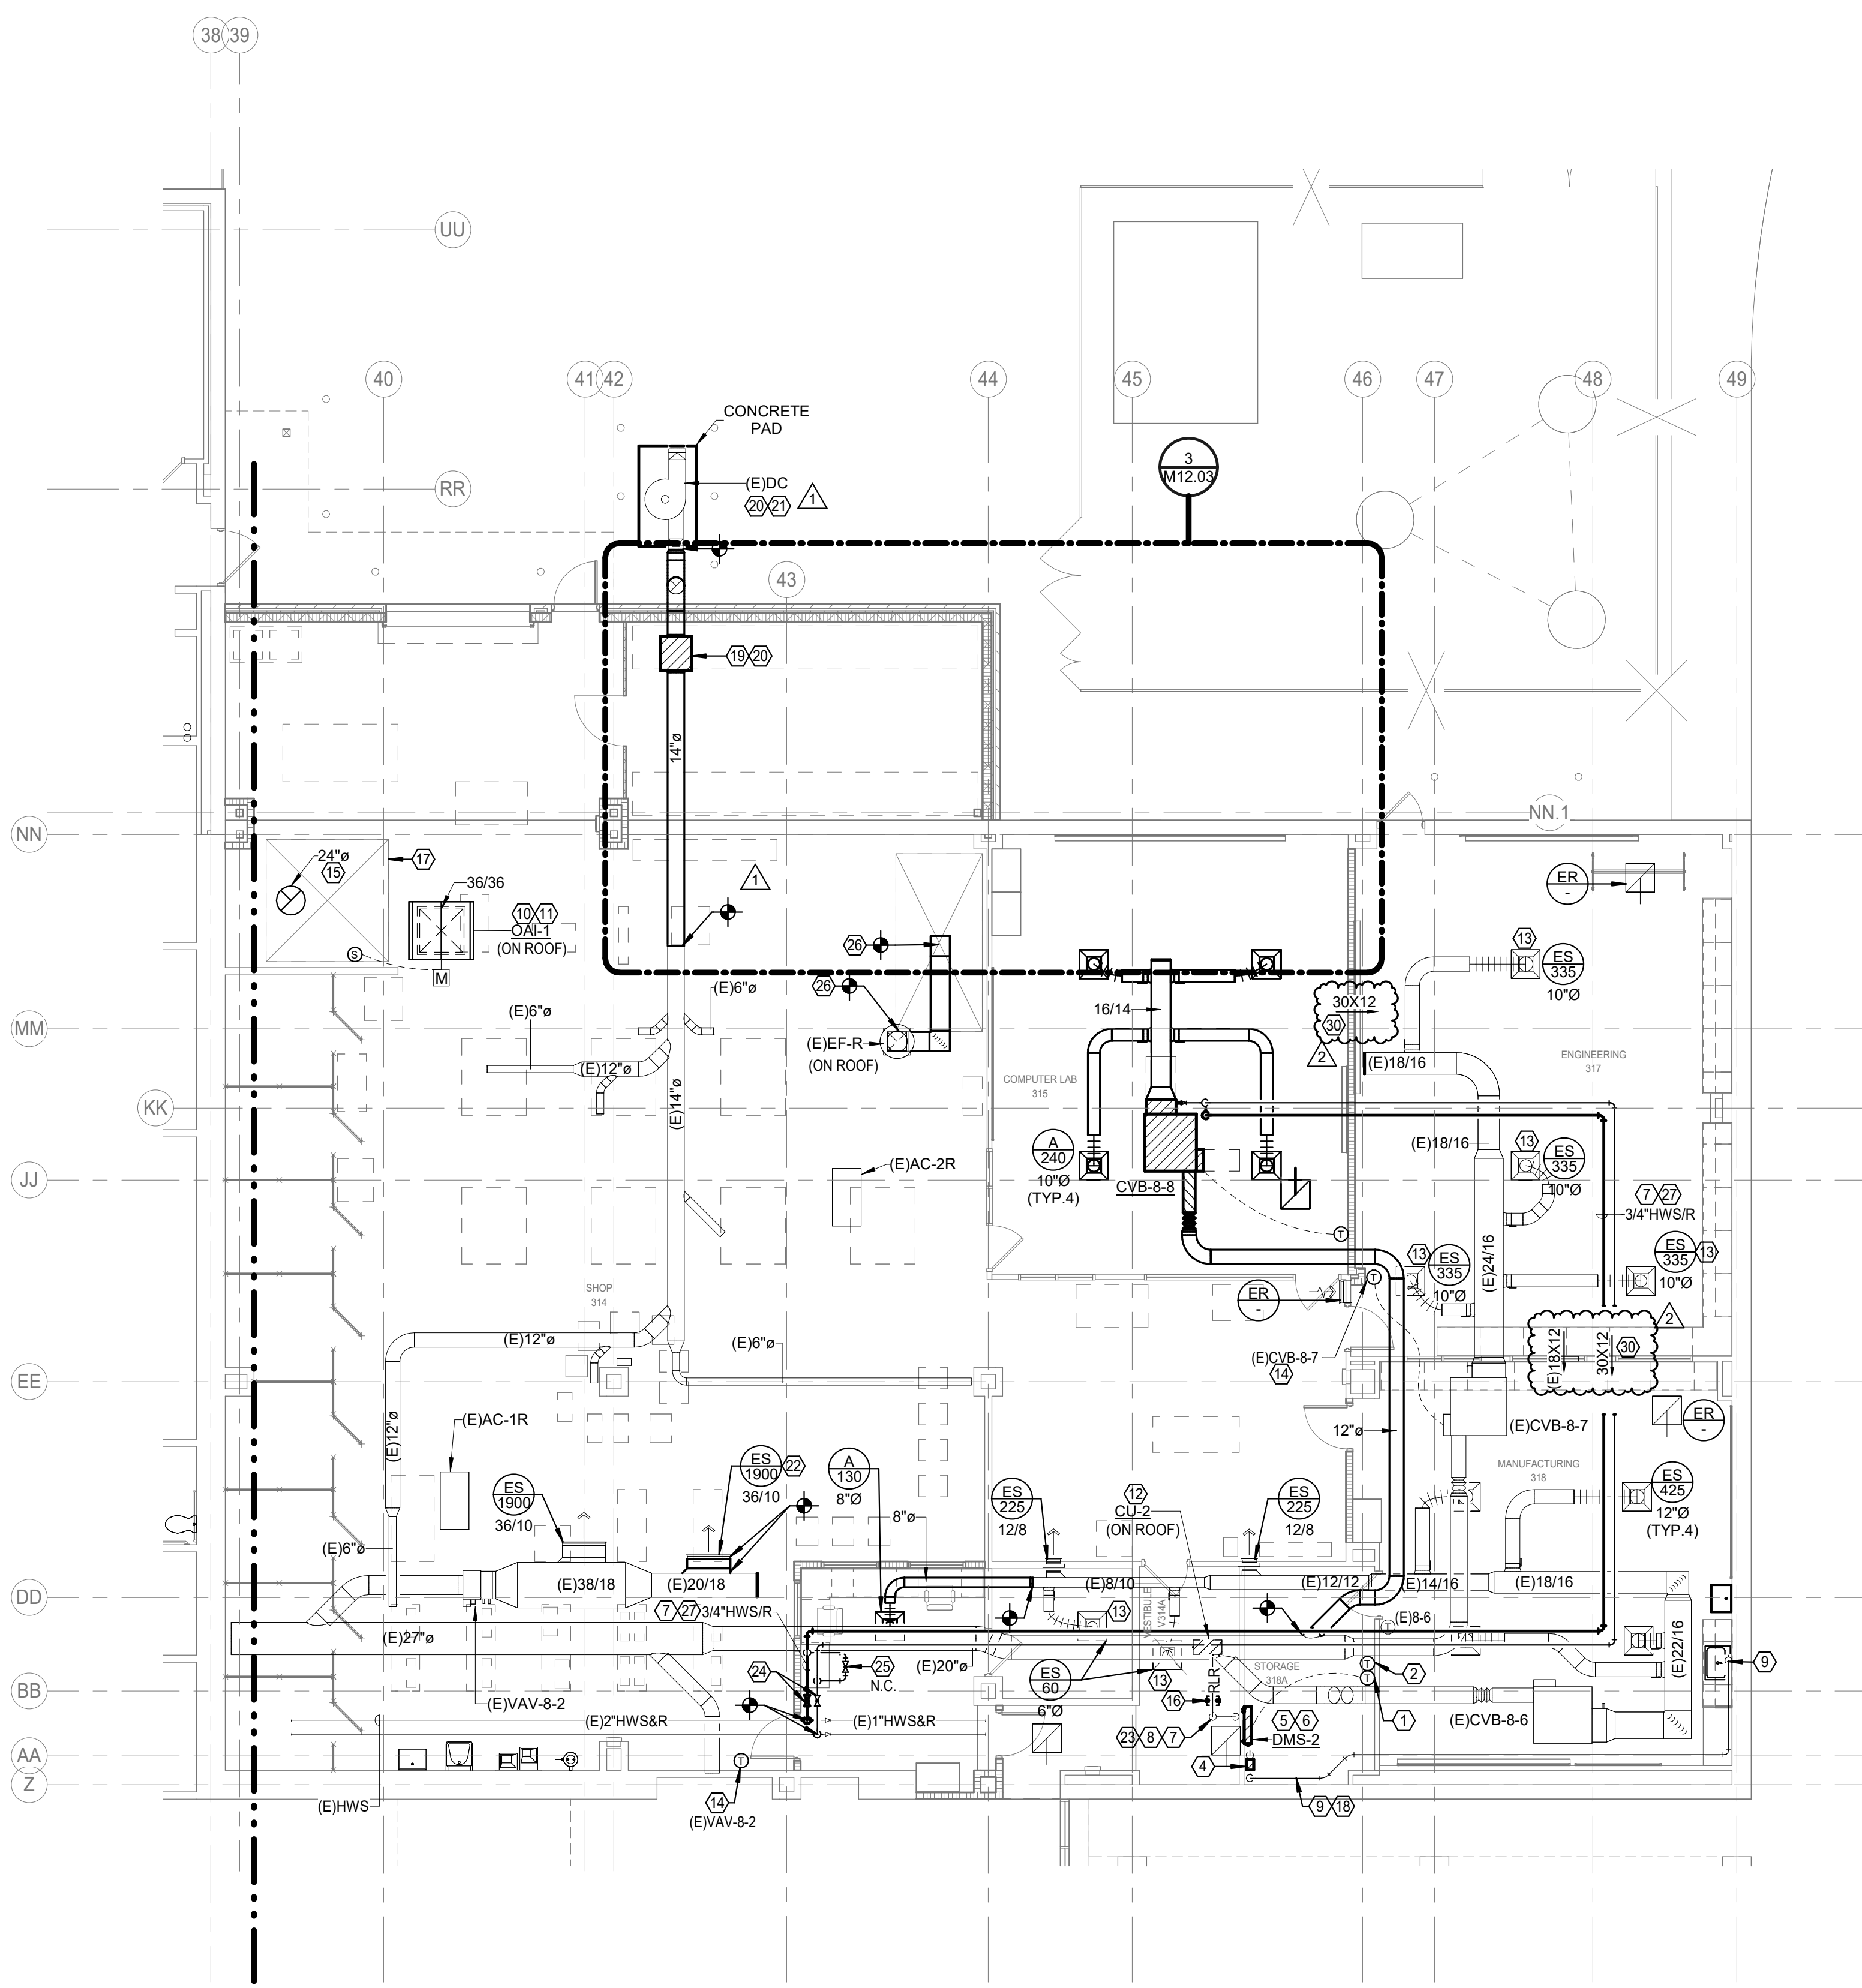 38
39
UU
40
41
42
44
45
46
47
48
49
CONCRETE
PAD
3
M12.03
RR
(E)DC
20
21
1
43
19
20
14"ø
NN
NN.1
24"ø
15
17
36/36
10
11
OAI-1
(ON ROOF)
S
M
1
ER
-
26
13
ES
335
10"Ø
26
(E)6"ø
(E)6"ø
30X12
30
16/14
2
MM
(E)EF-R
(ON ROOF)
(E)12"ø
(E)18/16
ENGINEERING
317
COMPUTER LAB
315
(E)14"ø
KK
(E)18/16
13
A
240
10"Ø
(TYP.4)
(E)AC-2R
ES
335
10"Ø
JJ
CVB-8-8
7
27
3/4"HWS/R
T
ES
335
13
10"Ø
13
ES
335
10"Ø
(E)24/16
T
SHOP
314
ER
-
2
(E)12"ø
(E)6"ø
(E)18X12
30X12
30
(E)CVB-8-7
14
EE
(E)12"ø
(E)AC-1R
12"ø
ER
-
(E)CVB-8-7
MANUFACTURING
318
ES
1900
22
36/10
A
130
8"Ø
ES
1900
36/10
ES
225
12/8
12
CU-2
(ON ROOF)
ES
225
12/8
ES
425
12"Ø
(TYP.4)
8"ø
(E)6"ø
(E)38/18
(E)20/18
(E)8/10
(E)12/12
(E)14/16
(E)18/16
DD
7
27
3/4"HWS/R
13
VESTIBULE
V314A
(E)8-6
T
(E)27"ø
(E)22/16
(E)20"ø
24
25
N.C.
ES
60
6"Ø
13
STORAGE
318A
T
2
T
9
BB
RLR
16
(E)VAV-8-2
(E)2"HWS&R
(E)1"HWS&R
1
(E)CVB-8-6
23
8
7
5
6
DMS-2
AA
T
4
Z
(E)HWS
14
(E)VAV-8-2
9
18